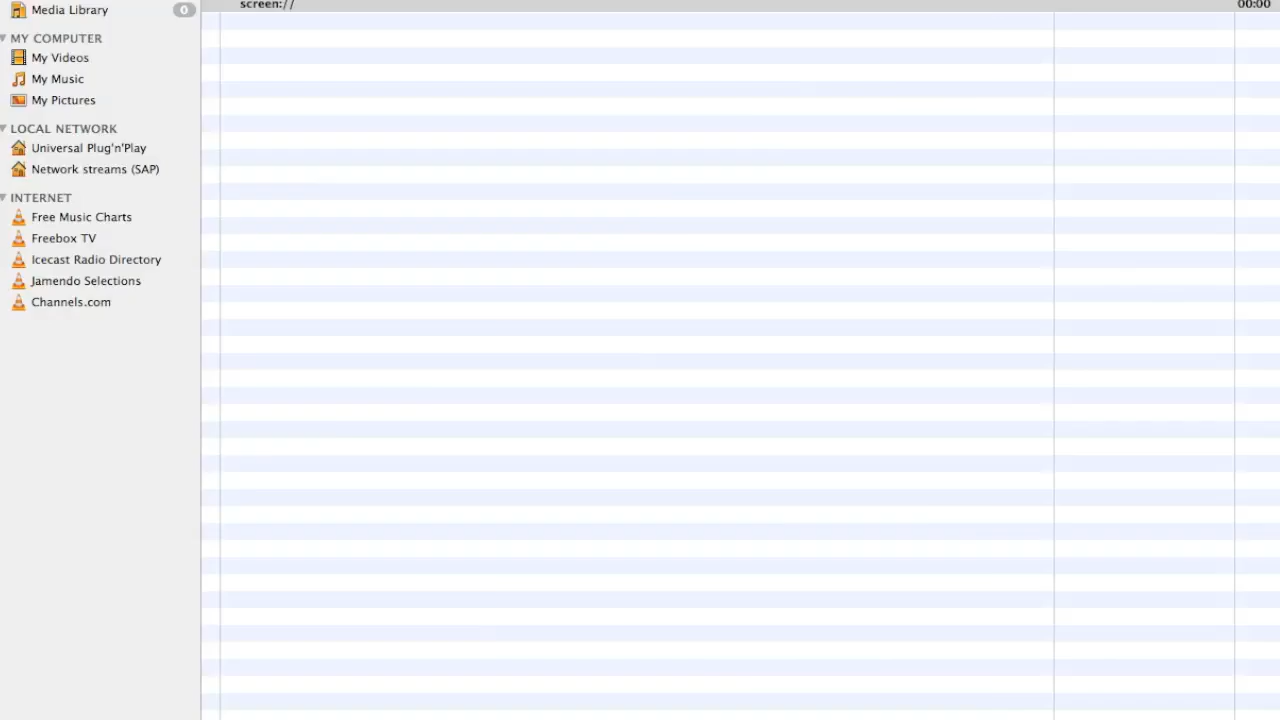 Media Library 0
screen:// 00:00
MY COMPUTER
My Videos
My Music
My Pictures
LOCAL NETWORK
Universal Plug'n'Play
Network streams (SAP)
INTERNET
Free Music Charts
Freebox TV
Icecast Radio Directory
Jamendo Selections
Channels.com